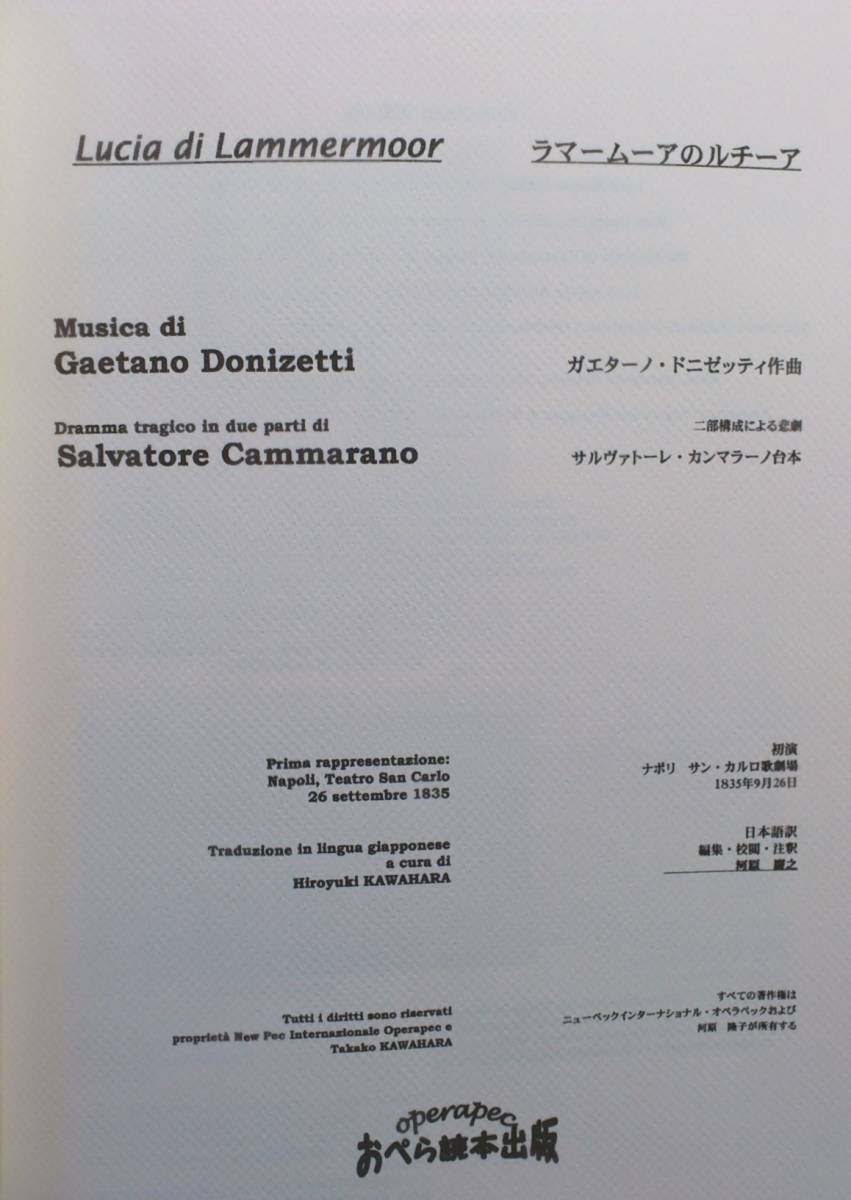 Lucia di Lammermoor ラマームーアのルチーア
Musica di
Gaetano Donizetti ガエターノ・ドニゼッティ作曲
Dramma tragico in due parti di 二部構成による悲劇
Salvatore Cammarano サルヴァトーレ・カンマラーノ台本
Prima rappresentazione: 初演
Napoli, Teatro San Carlo ナポリ サン・カルロ歌劇場
26 settembre 1835 1835年9月26日
Traduzione in lingua giapponese 日本語訳
a cura di 編集・校閲・注釈
Hiroyuki KAWAHARA 河原 廣之
Tutti i diritti sono riservati すべての著作権は
proprietà New Pec Internazionale Operapec e ニューペックインターナショナル・オペラペックおよび
Takako KAWAHARA 河原 隆子が所有する
operapec
おぺら読本出版